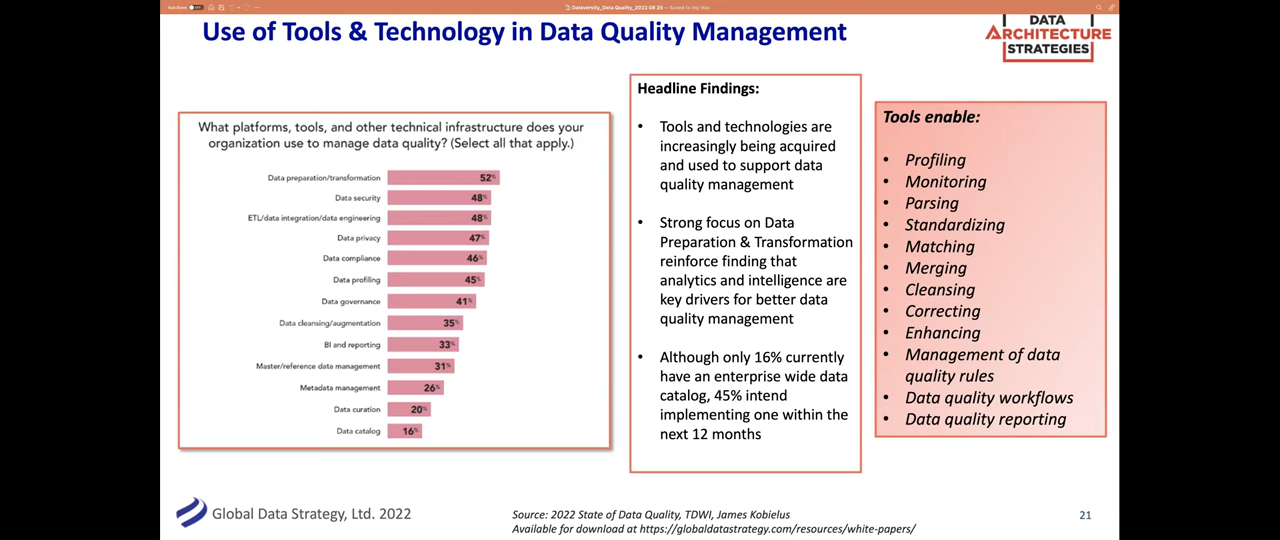 AutoSave
Dataversity_Data Quality_2022 08 25 — Saved to my Mac
Use of Tools & Technology in Data Quality Management
DATA
ARCHITECTURE
STRATEGIES
What platforms, tools, and other technical infrastructure does your
organization use to manage data quality? (Select all that apply.)
Data preparation/transformation 52%
Data security 48%
ETL/data integration/data engineering 48%
Data privacy 47%
Data compliance 46%
Data profiling 45%
Data governance 41%
Data cleansing/augmentation 35%
BI and reporting 33%
Master/reference data management 31%
Metadata management 26%
Data curation 20%
Data catalog 16%
Headline Findings:
• Tools and technologies are
increasingly being acquired
and used to support data
quality management
• Strong focus on Data
Preparation & Transformation
reinforce finding that
analytics and intelligence are
key drivers for better data
quality management
• Although only 16% currently
have an enterprise wide data
catalog, 45% intend
implementing one within the
next 12 months
Tools enable:
• Profiling
• Monitoring
• Parsing
• Standardizing
• Matching
• Merging
• Cleansing
• Correcting
• Enhancing
• Management of data
quality rules
• Data quality workflows
• Data quality reporting
Global Data Strategy, Ltd. 2022
Source: 2022 State of Data Quality, TDWI, James Kobielus
Available for download at https://globaldatastrategy.com/resources/white-papers/
21